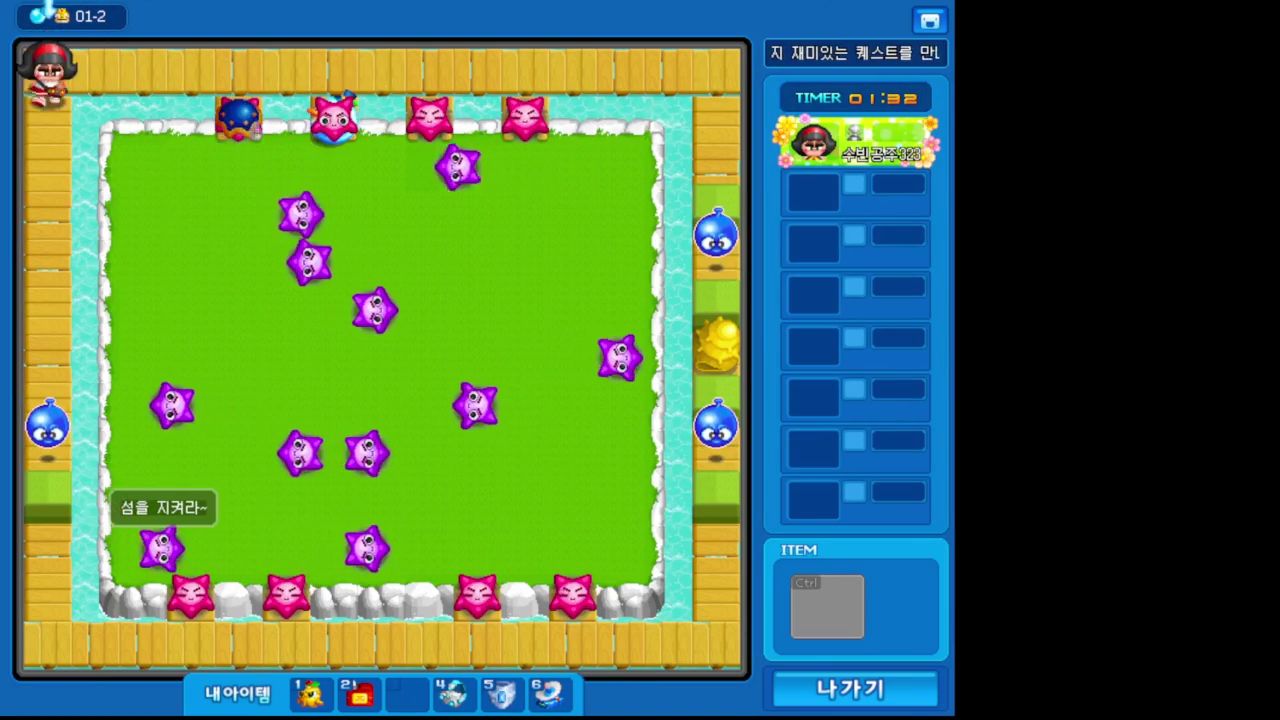 01-2
지 재미있는 퀘스트를 만
TIMER 01:32
수빈공주323
섬을 지켜라~
ITEM
Ctrl
내아이템
1
2
4
5
6
나가기